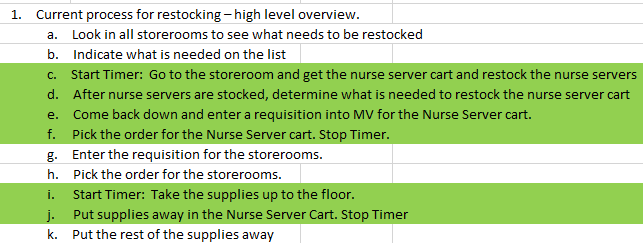 1. Current process for restocking – high level overview.
a. Look in all storerooms to see what needs to be restocked
b. Indicate what is needed on the list
c. Start Timer: Go to the storeroom and get the nurse server cart and restock the nurse servers
d. After nurse servers are stocked, determine what is needed to restock the nurse server cart
e. Come back down and enter a requisition into MV for the Nurse Server cart.
f. Pick the order for the Nurse Server cart. Stop Timer.
g. Enter the requisition for the storerooms.
h. Pick the order for the storerooms.
i. Start Timer: Take the supplies up to the floor.
j. Put supplies away in the Nurse Server Cart. Stop Timer
k. Put the rest of the supplies away